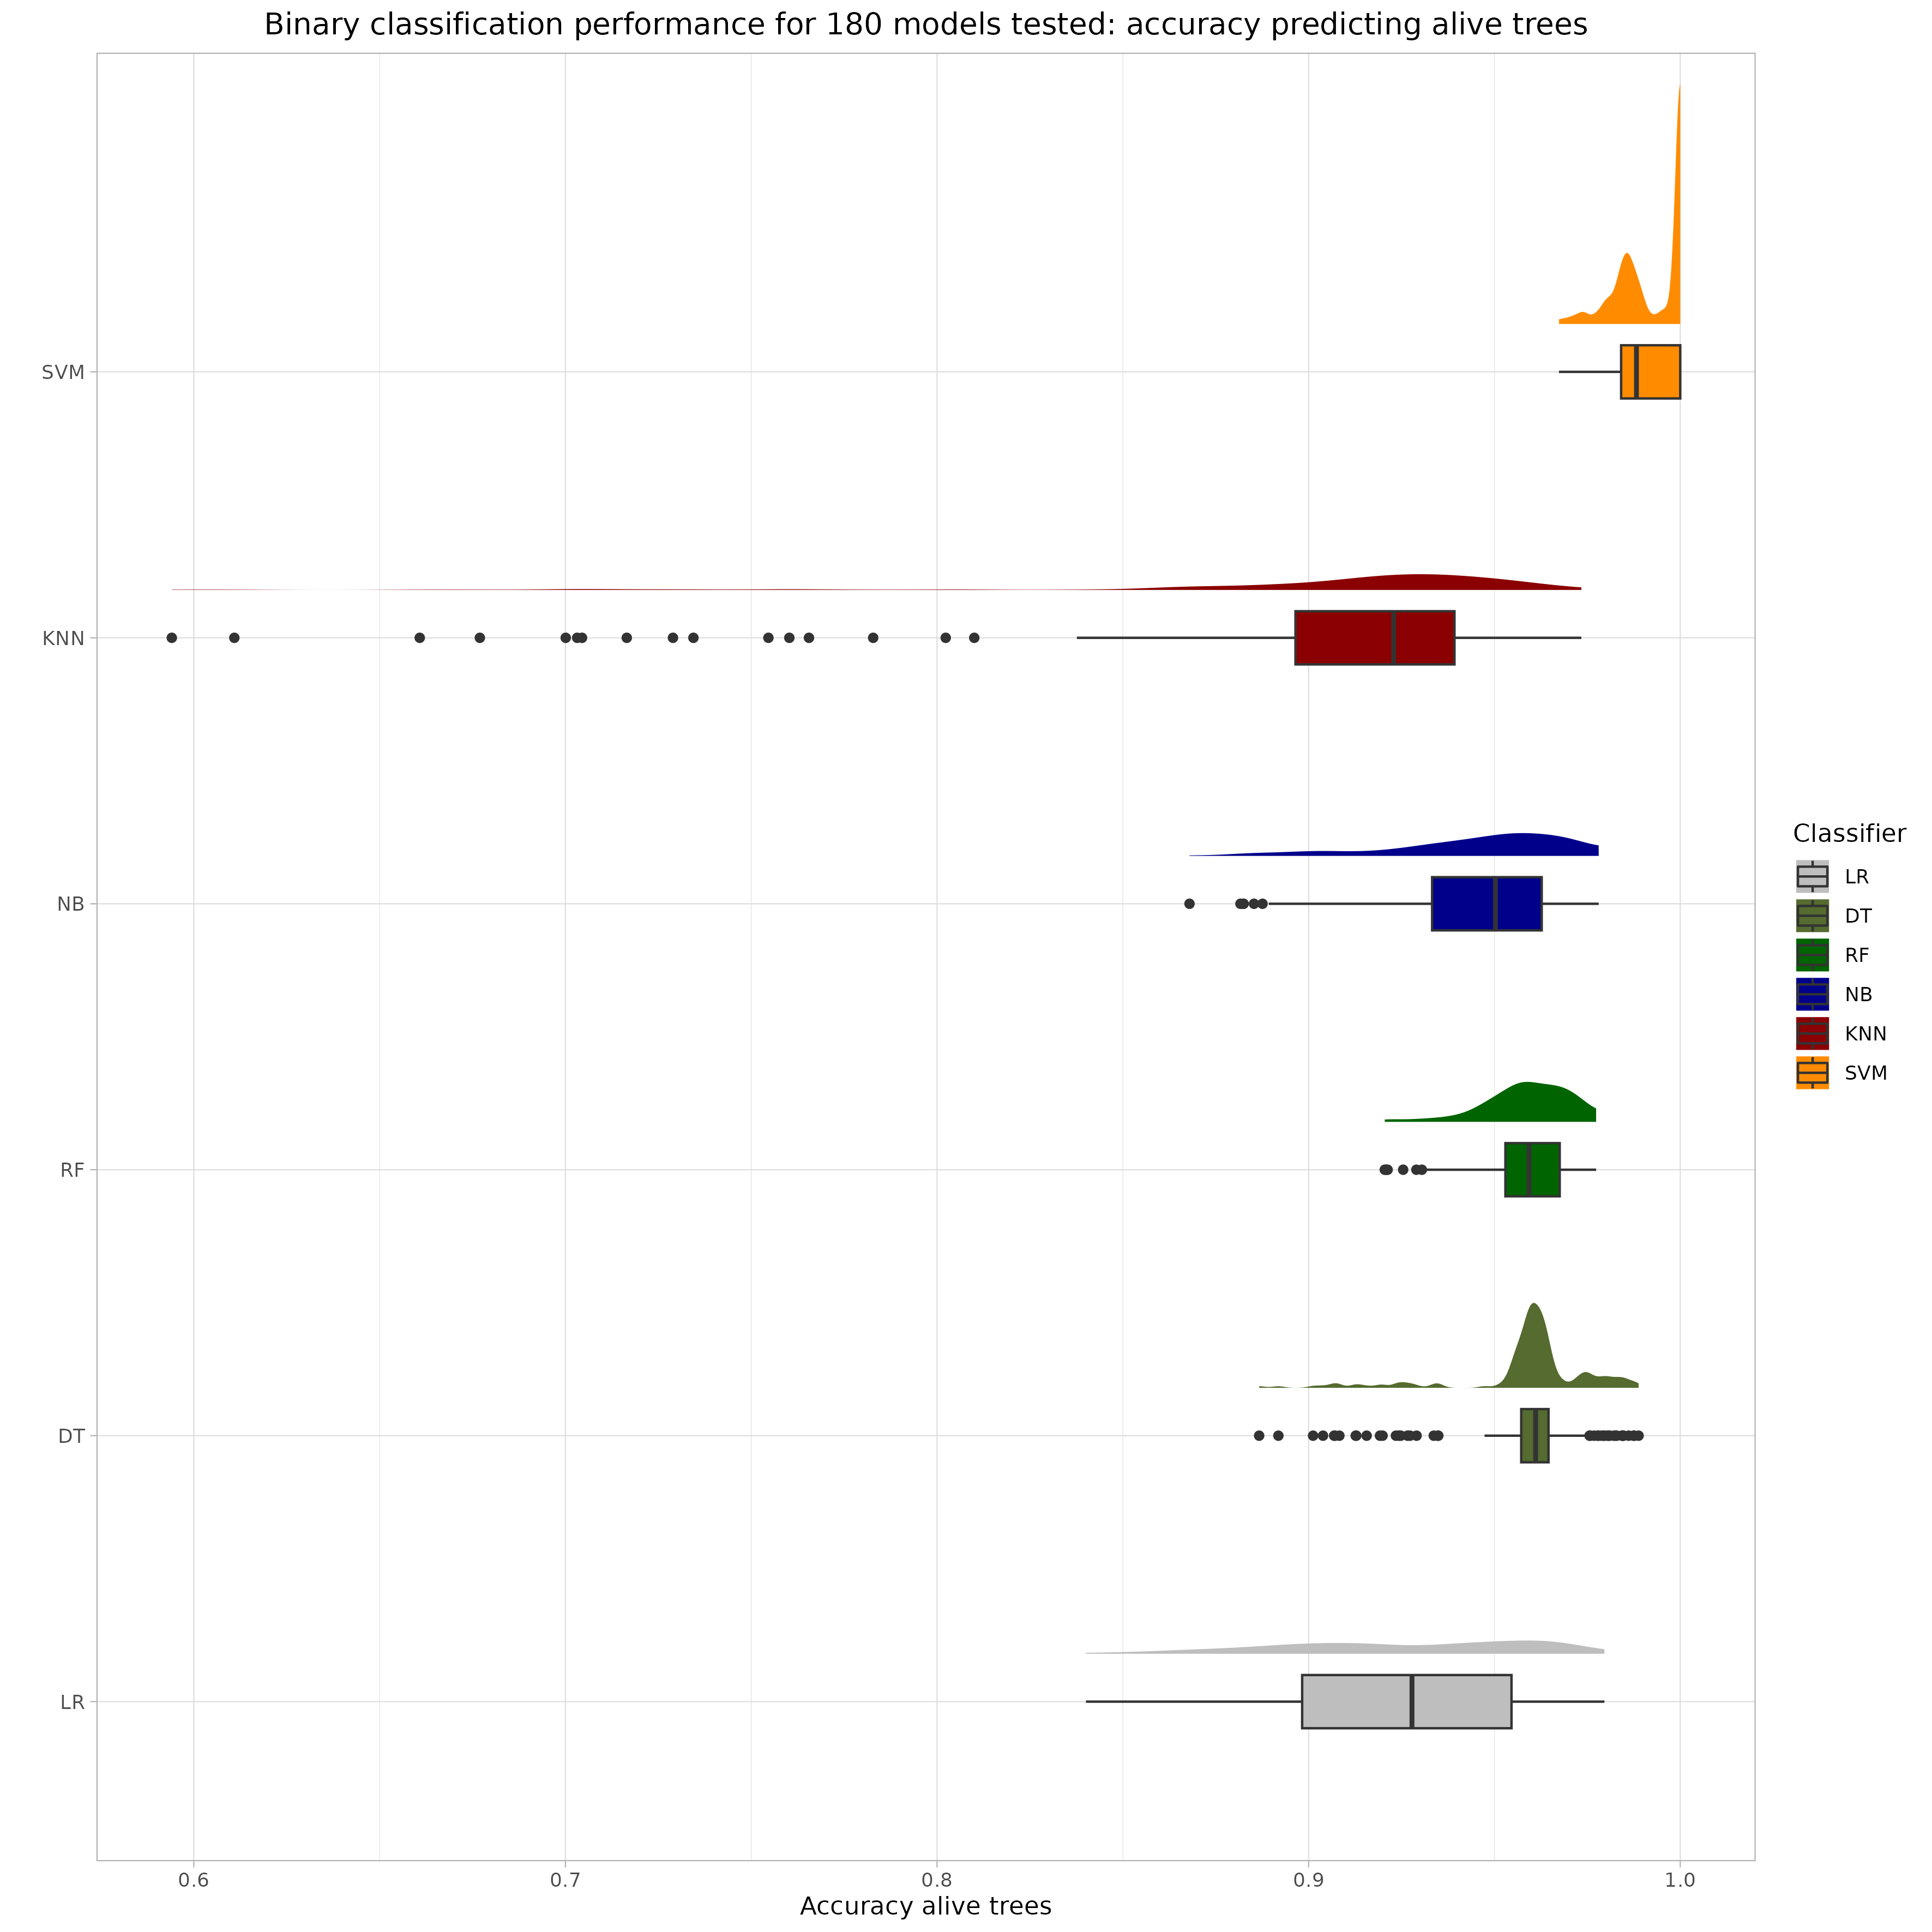 Binary classification performance for 180 models tested: accuracy predicting alive trees
SVM
KNN
NB
RF
DT
LR
0.6 0.7 0.8 0.9 1.0
Accuracy alive trees
Classifier
LR
DT
RF
NB
KNN
SVM